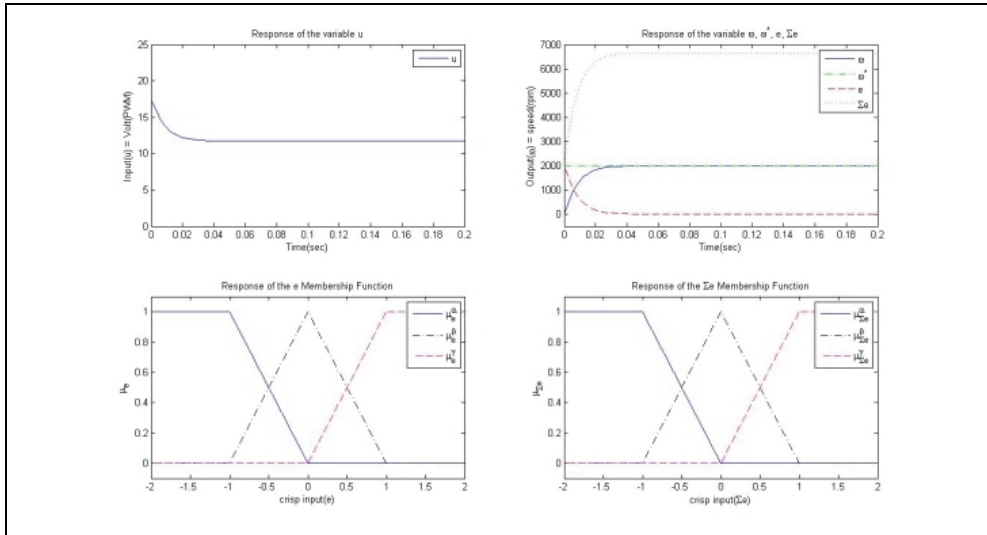 Response of the variable u
25
20
15
10
5
0
Input(u) = Volt(PWM)
u
0 0.02 0.04 0.06 0.08 0.1 0.12 0.14 0.16 0.18 0.2
Time(sec)
Response of the variable ϖ, ϖ*, e, Σe
7000
6000
5000
4000
3000
2000
1000
0
Output(ϖ) = speed(rpm)
ϖ
ϖ*
e
Σe
0 0.02 0.04 0.06 0.08 0.1 0.12 0.14 0.16 0.18 0.2
Time(sec)
Response of the e Membership Function
1
0.8
0.6
0.4
0.2
0
μe
μeα
μeβ
μeγ
-2 -1.5 -1 -0.5 0 0.5 1 1.5 2
crisp input(e)
Response of the Σe Membership Function
1
0.8
0.6
0.4
0.2
0
μΣe
μΣeα
μΣeβ
μΣeγ
-2 -1.5 -1 -0.5 0 0.5 1 1.5 2
crisp input(Σe)